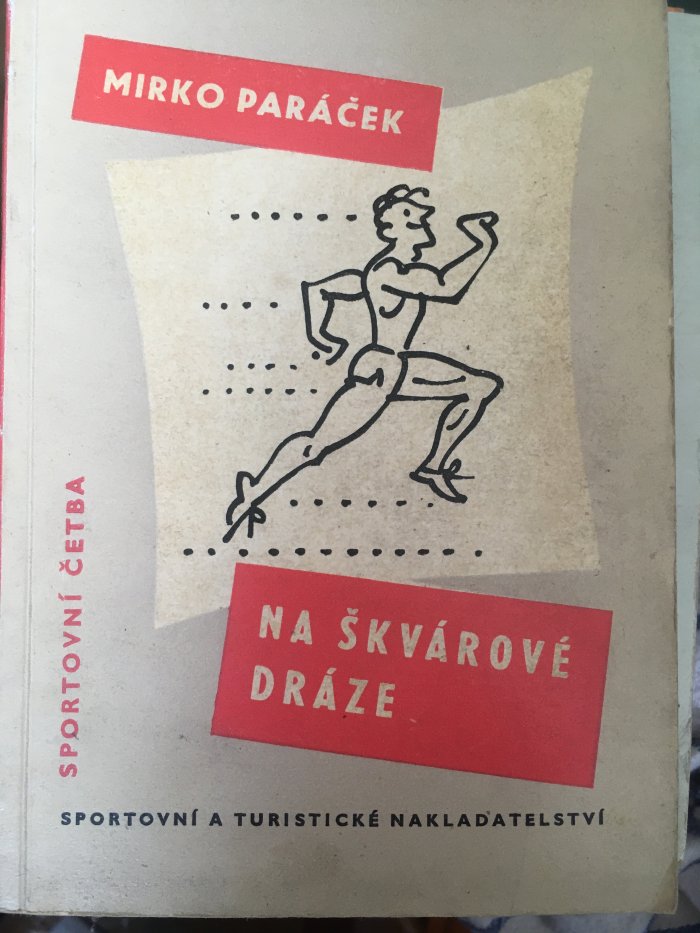 MIRKO PARÁČEK
SPORTOVNÍ ČETBA
NA ŠKVÁROVÉ
DRÁZE
SPORTOVNÍ A TURISTICKÉ NAKLADATELSTVÍ